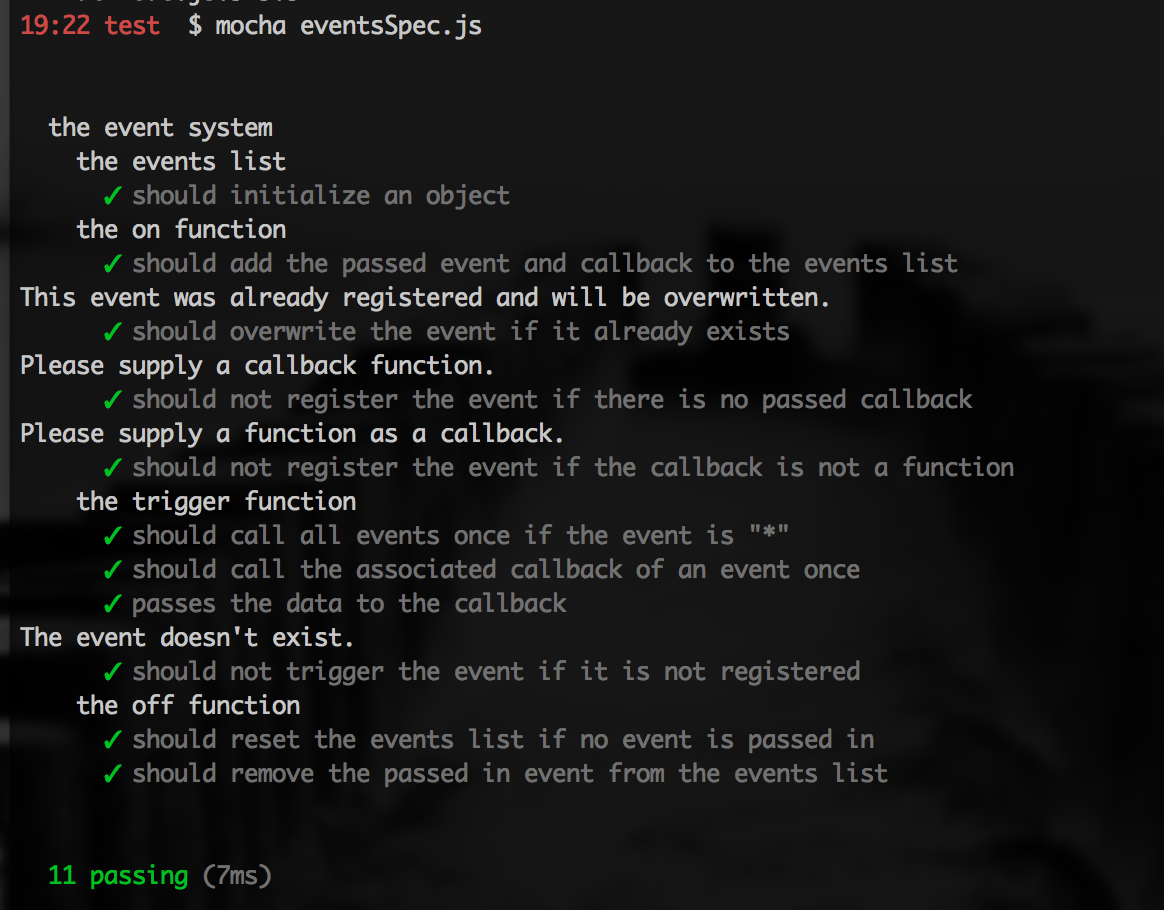 19:22 test $ mocha eventsSpec.js
the event system
the events list
✓ should initialize an object
the on function
✓ should add the passed event and callback to the events list
This event was already registered and will be overwritten.
✓ should overwrite the event if it already exists
Please supply a callback function.
✓ should not register the event if there is no passed callback
Please supply a function as a callback.
✓ should not register the event if the callback is not a function
the trigger function
✓ should call all events once if the event is "*"
✓ should call the associated callback of an event once
✓ passes the data to the callback
The event doesn't exist.
✓ should not trigger the event if it is not registered
the off function
✓ should reset the events list if no event is passed in
✓ should remove the passed in event from the events list
11 passing (7ms)